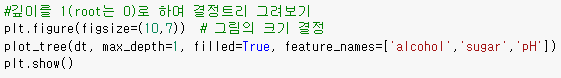 #깊이를 1(root는 0)로 하여 결정트리 그려보기
plt.figure(figsize=(10,7))  # 그림의 크기 결정
plot_tree(dt, max_depth=1, filled=True, feature_names=['alcohol','sugar','pH'])
plt.show()